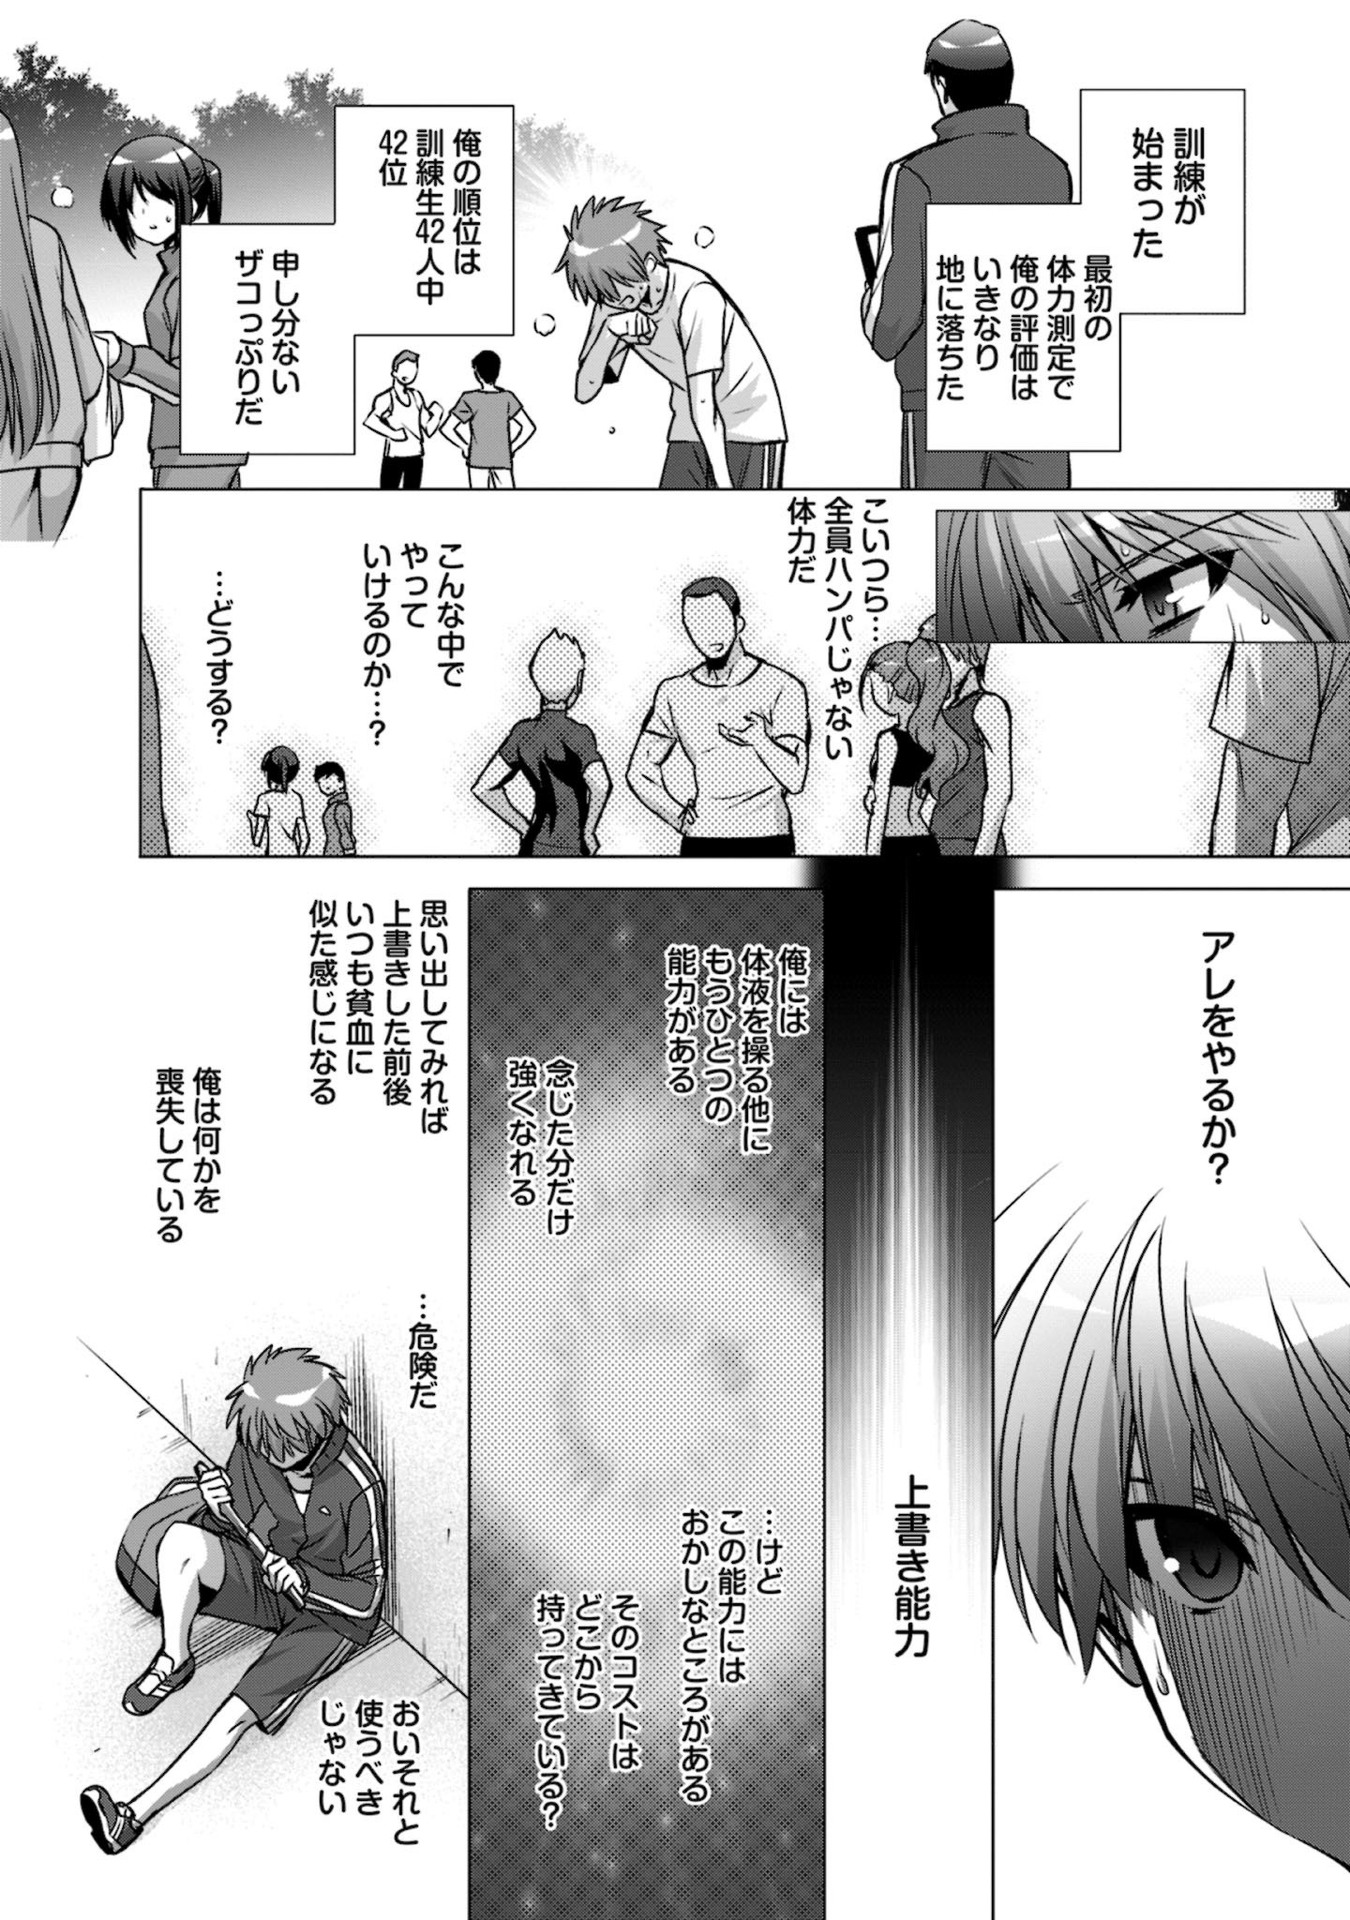 訓練が
始まった
最初の
体力測定で
俺の評価は
いきなり
地に落ちた
俺の順位は
訓練生42人中
42位
申し分ない
ザコっぷりだ
こいつら…
全員ハンパじゃない
体力だ
こんな中で
やって
いけるのか…?
…どうする?
アレをやるか?
上書き能力
俺には
体液を操る他に
もうひとつの
能力がある
念じた分だけ
強くなれる
…けど
この能力には
おかしなところがある
そのコストは
どこから
持ってきている?
思い出してみれば
上書きした前後
いつも貧血に
似た感じになる
俺は何かを
喪失している
…危険だ
おいそれと
使うべき
じゃない